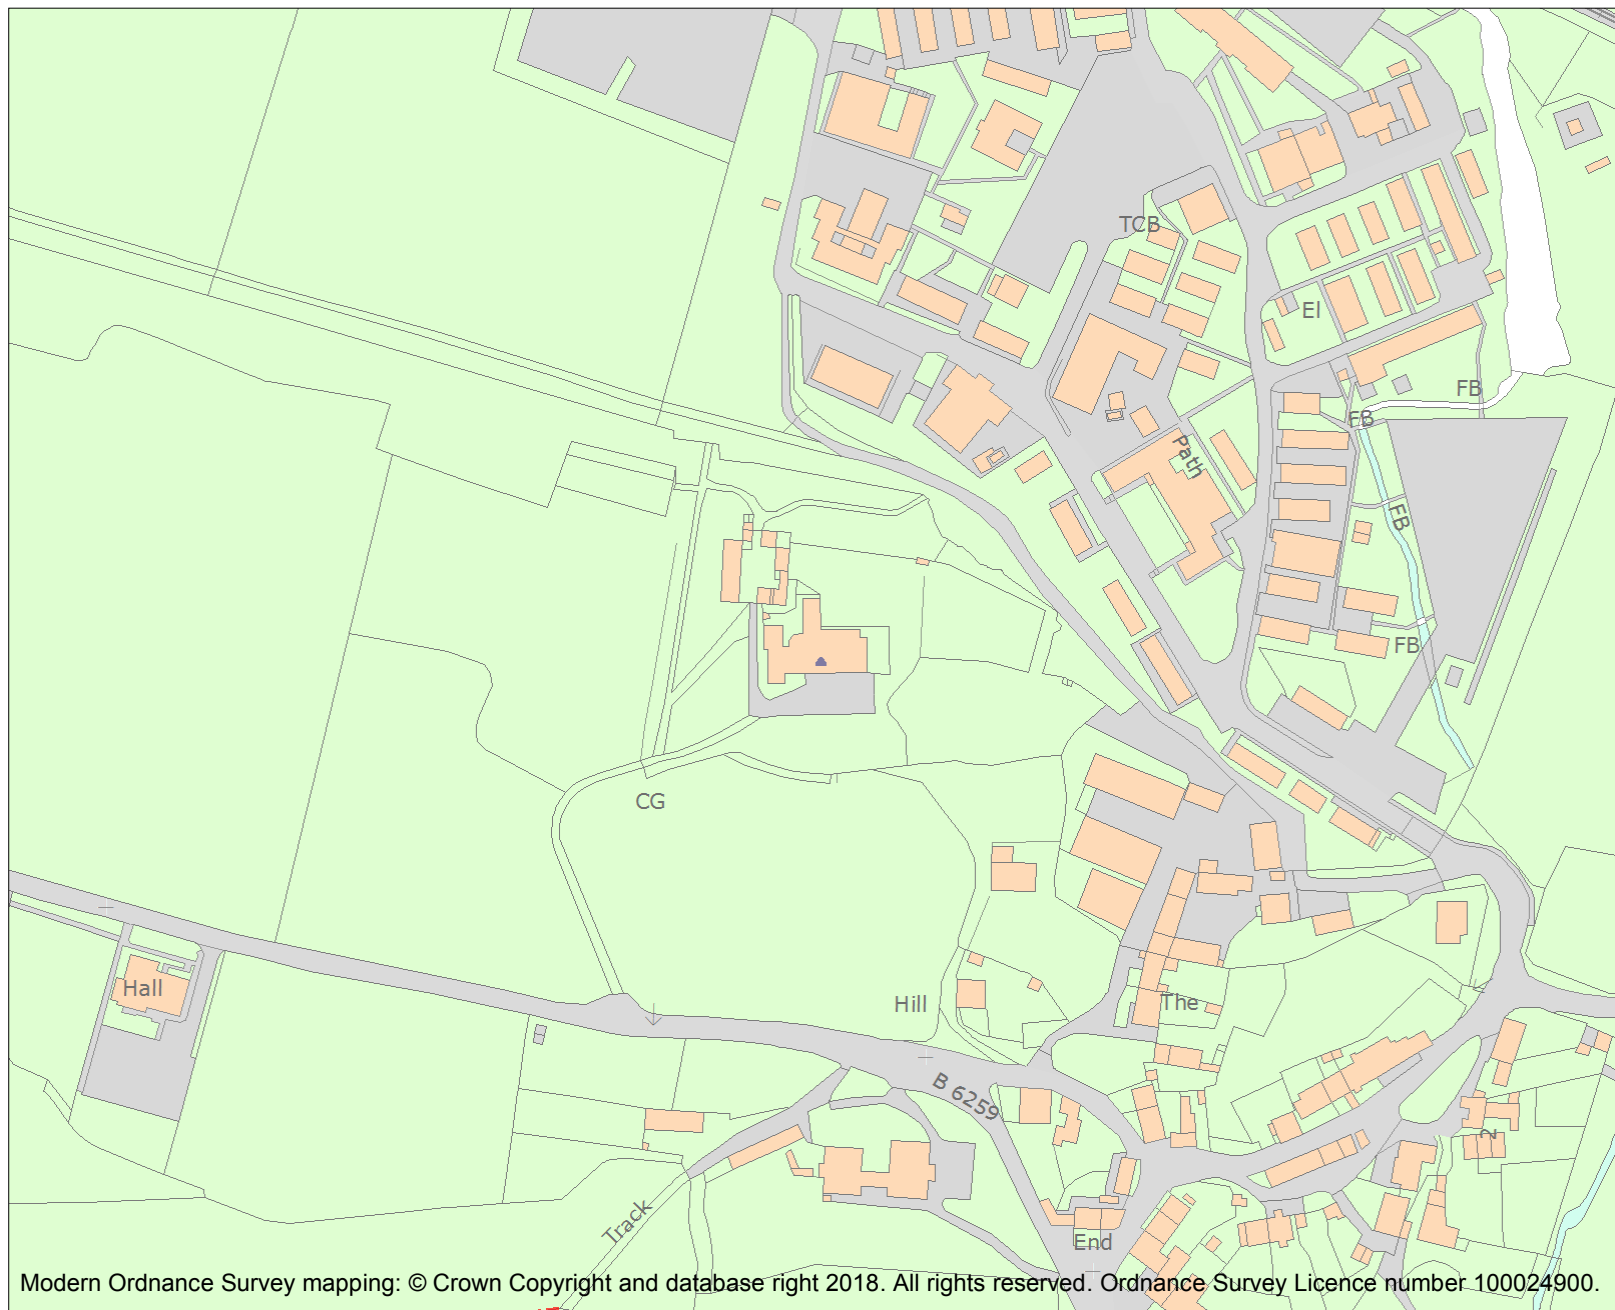 TCB
El
FB
FB
Path
FB
FB
CG
Hall
Hill
The
B 6259
2
Track
End
Modern Ordnance Survey mapping: © Crown Copyright and database right 2018. All rights reserved. Ordnance Survey Licence number 100024900.